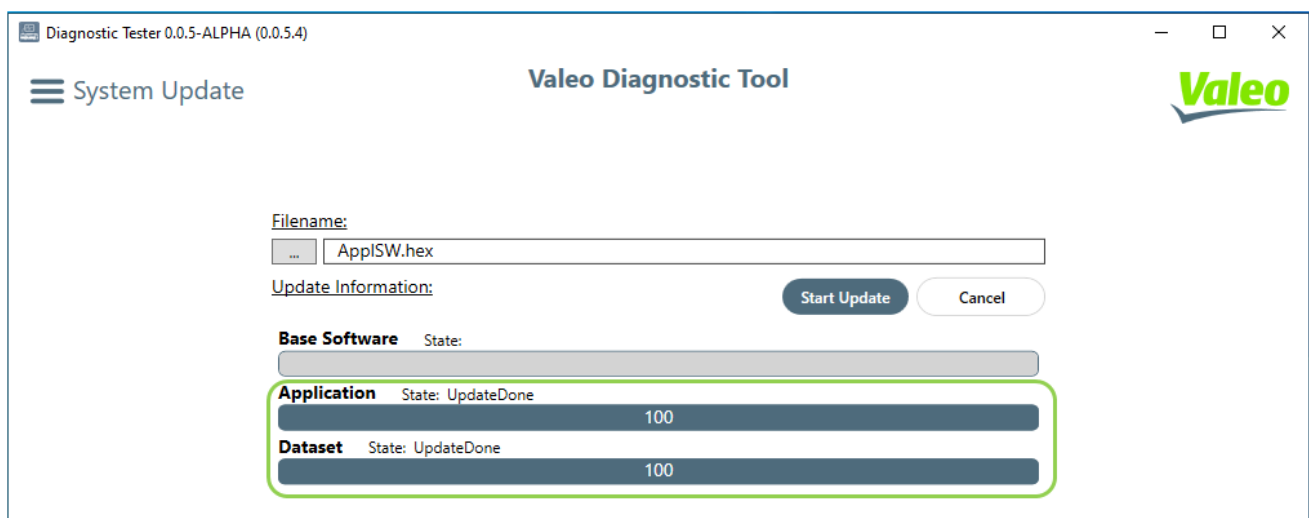 Diagnostic Tester 0.0.5-ALPHA (0.0.5.4)
System Update
Valeo Diagnostic Tool
Valeo
Filename:
... ApplSW.hex
Update Information:
Start Update Cancel
Base Software State:
Application State: UpdateDone
100
Dataset State: UpdateDone
100